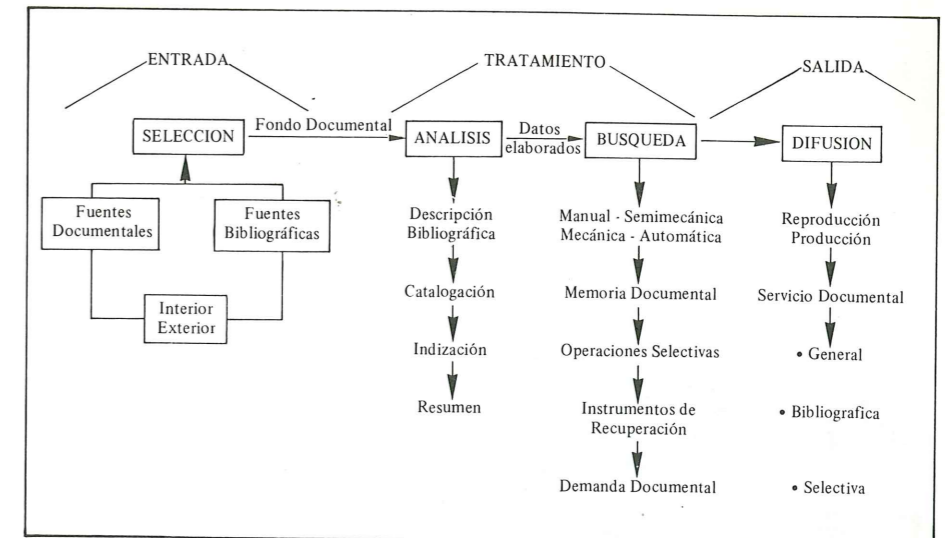 ENTRADA
TRATAMIENTO
SALIDA
SELECCION
Fondo Documental
ANALISIS
Datos
elaborados
BUSQUEDA
DIFUSION
Fuentes
Documentales
Fuentes
Bibliográficas
Interior
Exterior
Descripción
Bibliográfica
Catalogación
Indización
Resumen
Manual - Semimecánica
Mecánica - Automática
Memoria Documental
Operaciones Selectivas
Instrumentos de
Recuperación
Demanda Documental
Reproducción
Producción
Servicio Documental
• General
• Bibliografica
• Selectiva